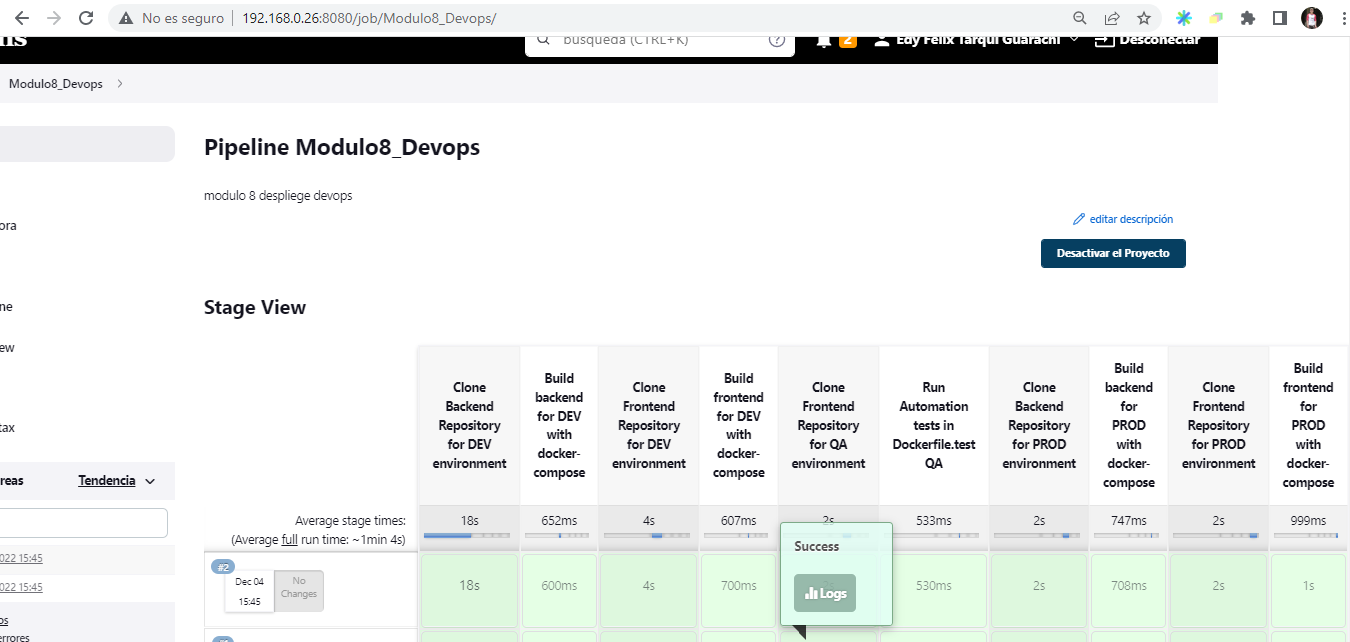 No es seguro
192.168.0.26:8080/job/Modulo8_Devops/
ns
búsqueda (CTRL+K)
?
2
Edy Felix Tarqui Guarachi
Desconectar
Modulo8_Devops
Pipeline Modulo8_Devops
modulo 8 despliege devops
editar descripción
Desactivar el Proyecto
ora
ne
ew
tax
reas
Tendencia
022 15:45
022 15:45
os
errores
Stage View
Clone Backend Repository for DEV environment
Build backend for DEV with docker-compose
Clone Frontend Repository for DEV environment
Build frontend for DEV with docker-compose
Clone Frontend Repository for QA environment
Run Automation tests in Dockerfile.test QA
Clone Backend Repository for PROD environment
Build backend for PROD with docker-compose
Clone Frontend Repository for PROD environment
Build frontend for PROD with docker-compose
Average stage times:
(Average full run time: ~1min 4s)
18s
652ms
4s
607ms
2s
533ms
2s
747ms
2s
999ms
Success
Logs
#2
Dec 04
15:45
No Changes
18s
600ms
4s
700ms
2s
530ms
2s
708ms
2s
1s